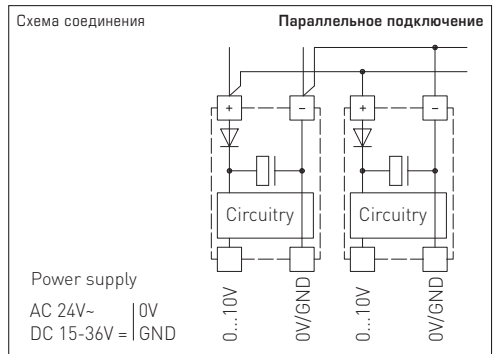 Схема соединения
Параллельное подключение
+ − + −
Circuitry Circuitry
Power supply
AC 24V~ 0V
DC 15-36V = GND
0...10V
0V/GND
0...10V
0V/GND